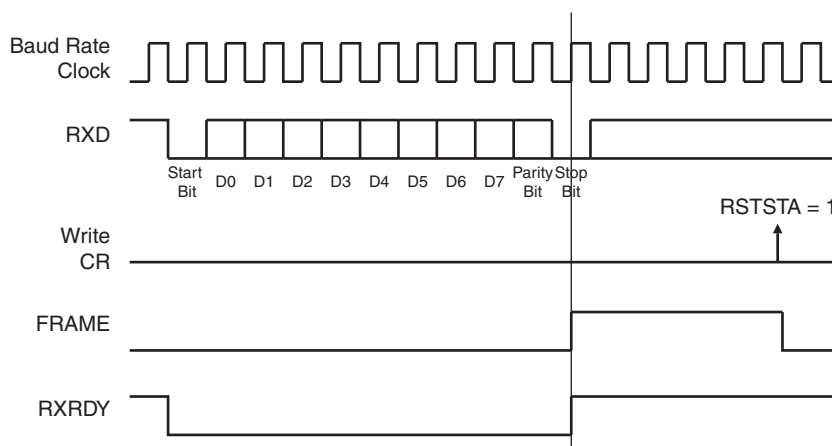 Baud Rate
Clock
RXD
Start
Bit
D0 D1 D2 D3 D4 D5 D6 D7
Parity
Bit
Stop
Bit
RSTSTA = 1
Write
CR
FRAME
RXRDY